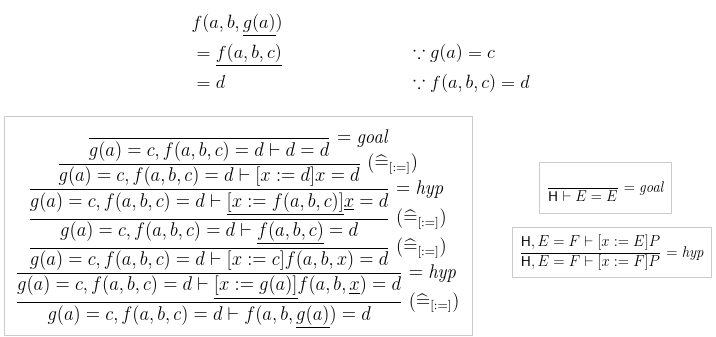 f(a, b, g(a))
= f(a, b, c) ∵ g(a) = c
= d ∵ f(a, b, c) = d
= goal
g(a) = c, f(a, b, c) = d ⊢ d = d
(≙[:=])
g(a) = c, f(a, b, c) = d ⊢ [x := d]x = d
= hyp
g(a) = c, f(a, b, c) = d ⊢ [x := f(a, b, c)]x = d
(≙[:=])
g(a) = c, f(a, b, c) = d ⊢ f(a, b, c) = d
(≙[:=])
g(a) = c, f(a, b, c) = d ⊢ [x := c]f(a, b, x) = d
= hyp
g(a) = c, f(a, b, c) = d ⊢ [x := g(a)]f(a, b, x) = d
(≙[:=])
g(a) = c, f(a, b, c) = d ⊢ f(a, b, g(a)) = d
= goal
H ⊢ E = E
H, E = F ⊢ [x := E]P
= hyp
H, E = F ⊢ [x := F]P